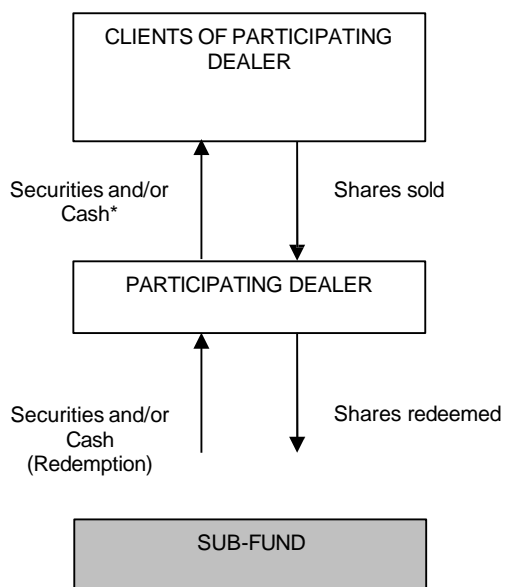 CLIENTS OF PARTICIPATING
DEALER
Securities and/or
Cash*
Shares sold
PARTICIPATING DEALER
Securities and/or
Cash
(Redemption)
Shares redeemed
SUB-FUND